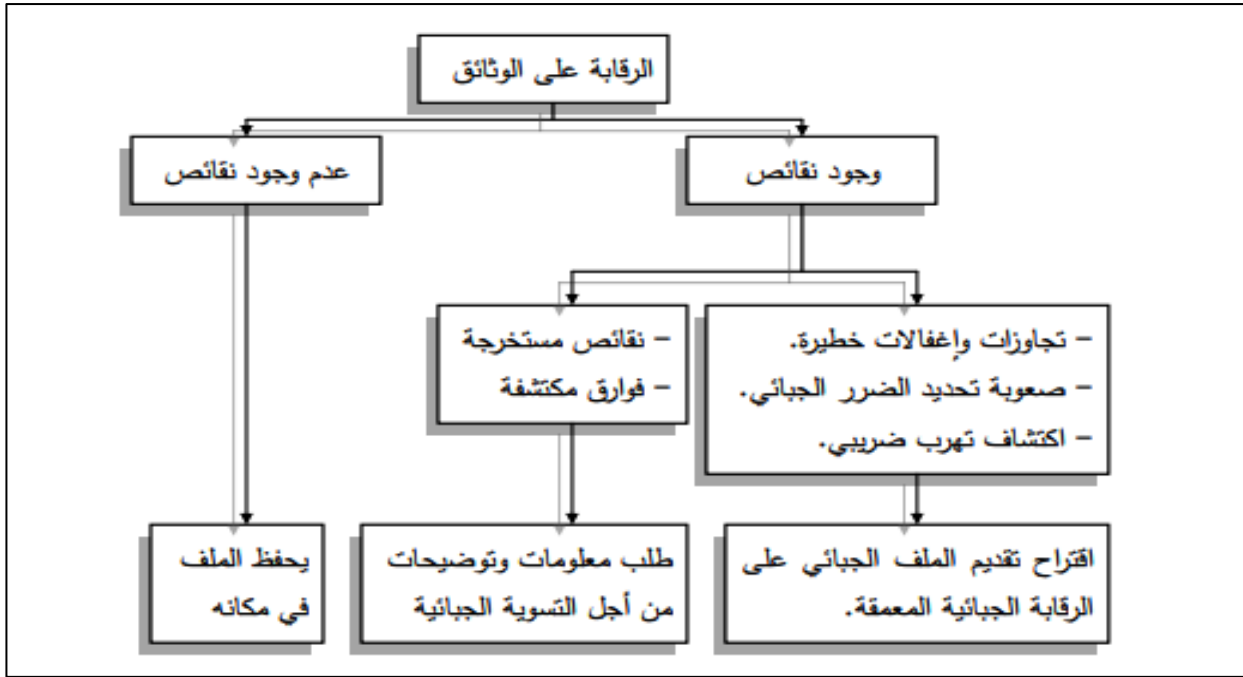 الرقابة على الوثائق
وجود نقائص
عدم وجود نقائص
– تجاوزات وإغفالات خطيرة.
– صعوبة تحديد الضرر الجبائي.
– اكتشاف تهرب ضريبي.
– نقائص مستخرجة
– فوارق مكتشفة
اقتراح تقديم الملف الجبائي على
الرقابة الجبائية المعمقة.
طلب معلومات وتوضيحات
من أجل التسوية الجبائية
يحفظ الملف
في مكانه